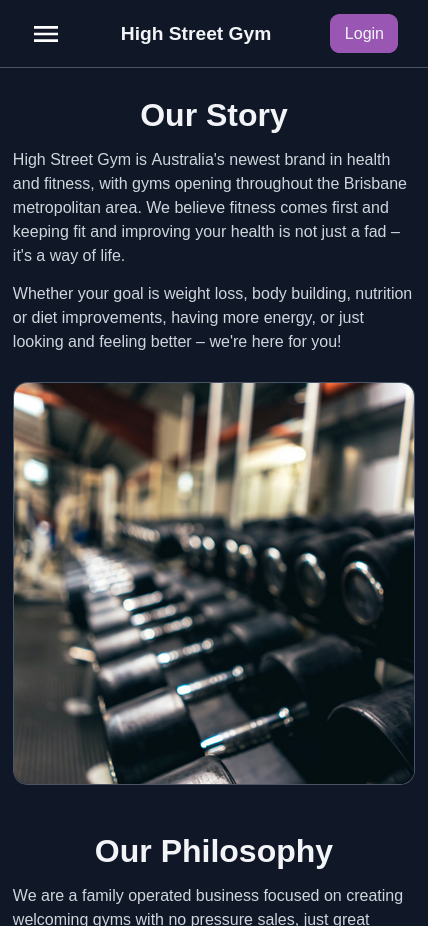 High Street Gym
Login
Our Story
High Street Gym is Australia's newest brand in health
and fitness, with gyms opening throughout the Brisbane
metropolitan area. We believe fitness comes first and
keeping fit and improving your health is not just a fad –
it's a way of life.
Whether your goal is weight loss, body building, nutrition
or diet improvements, having more energy, or just
looking and feeling better – we're here for you!
Our Philosophy
We are a family operated business focused on creating
welcoming gyms with no pressure sales, just great